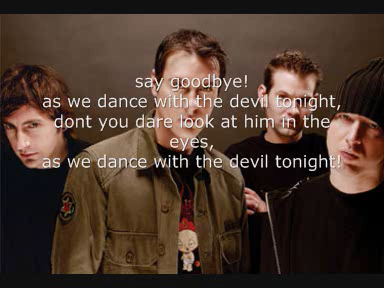 say goodbye!
as we dance with the devil tonight,
dont you dare look at him in the
eyes,
as we dance with the devil tonight!